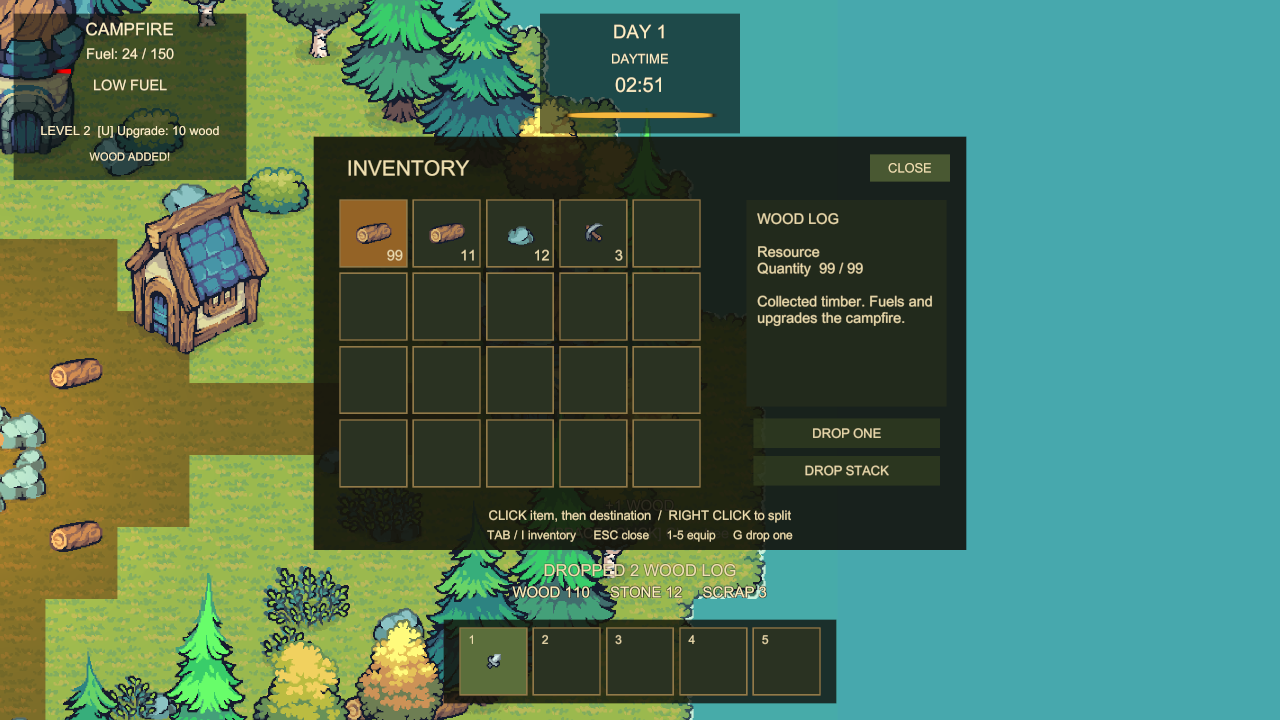 CAMPFIRE
Fuel: 24 / 150
LOW FUEL
LEVEL 2 [U] Upgrade: 10 wood
WOOD ADDED!
DAY 1
DAYTIME
02:51
INVENTORY
CLOSE
99
11
12
3
WOOD LOG
Resource
Quantity 99 / 99
Collected timber. Fuels and
upgrades the campfire.
DROP ONE
DROP STACK
CLICK item, then destination / RIGHT CLICK to split
TAB / I inventory ESC close 1-5 equip G drop one
DROPPED 2 WOOD LOG
WOOD 110 STONE 12 SCRAP 3
1
2
3
4
5